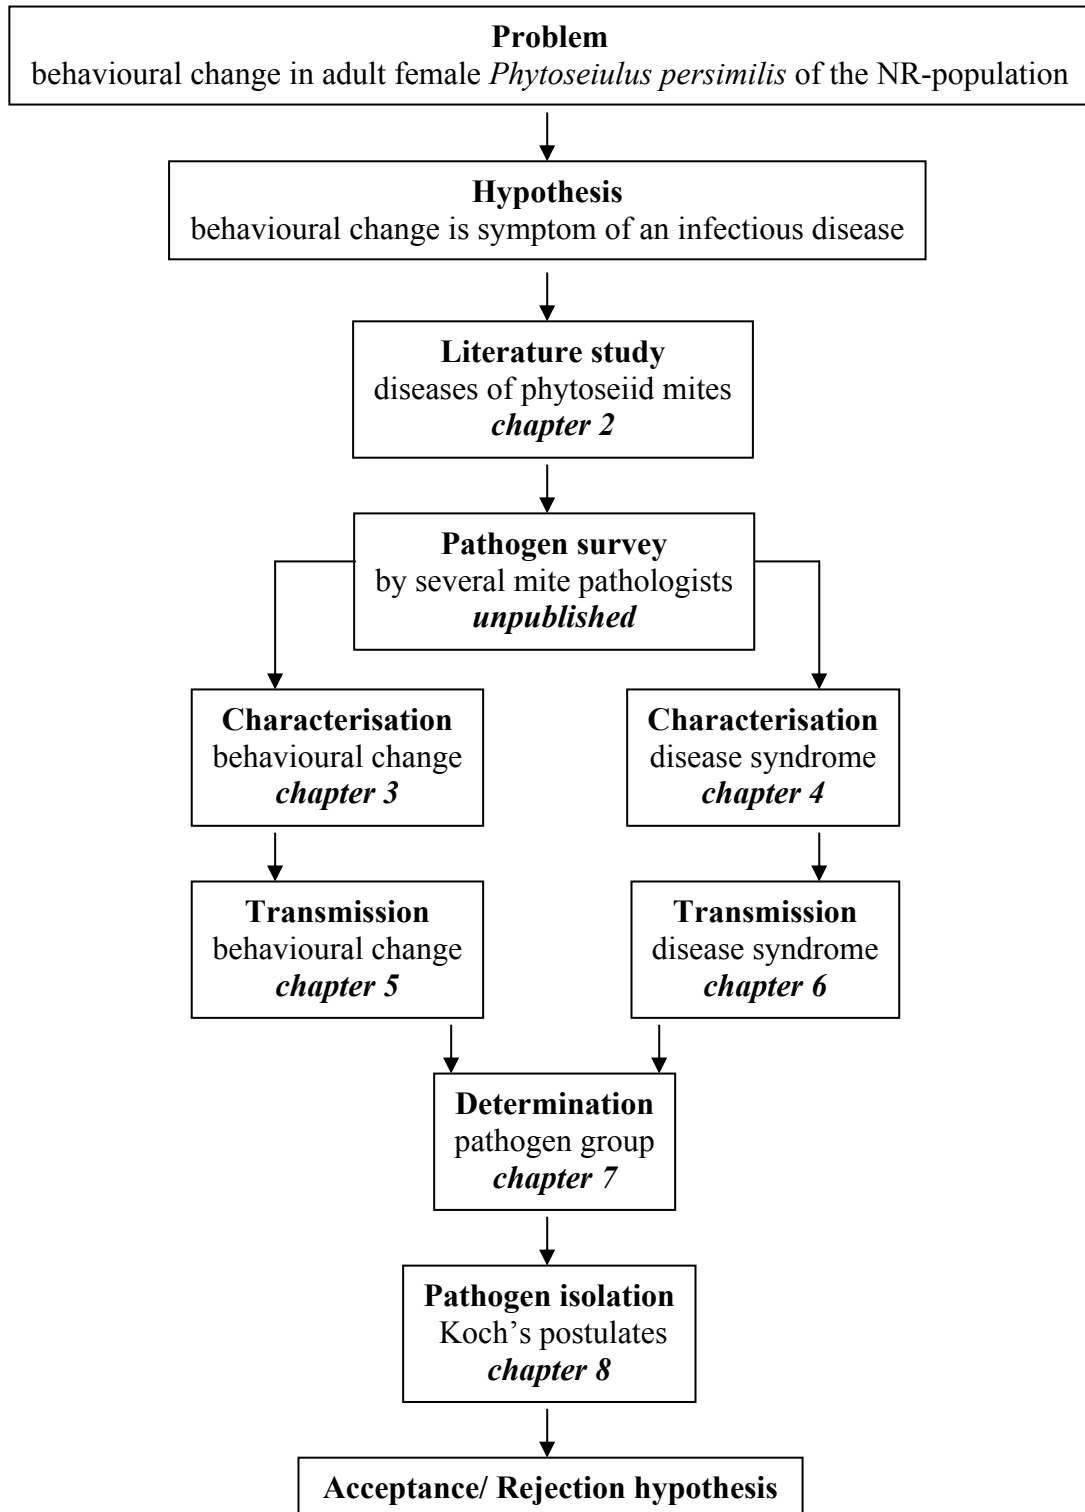 Problem
behavioural change in adult female Phytoseiulus persimilis of the NR-population
Hypothesis
behavioural change is symptom of an infectious disease
Literature study
diseases of phytoseiid mites
chapter 2
Pathogen survey
by several mite pathologists
unpublished
Characterisation
behavioural change
chapter 3
Characterisation
disease syndrome
chapter 4
Transmission
behavioural change
chapter 5
Transmission
disease syndrome
chapter 6
Determination
pathogen group
chapter 7
Pathogen isolation
Koch’s postulates
chapter 8
Acceptance/ Rejection hypothesis